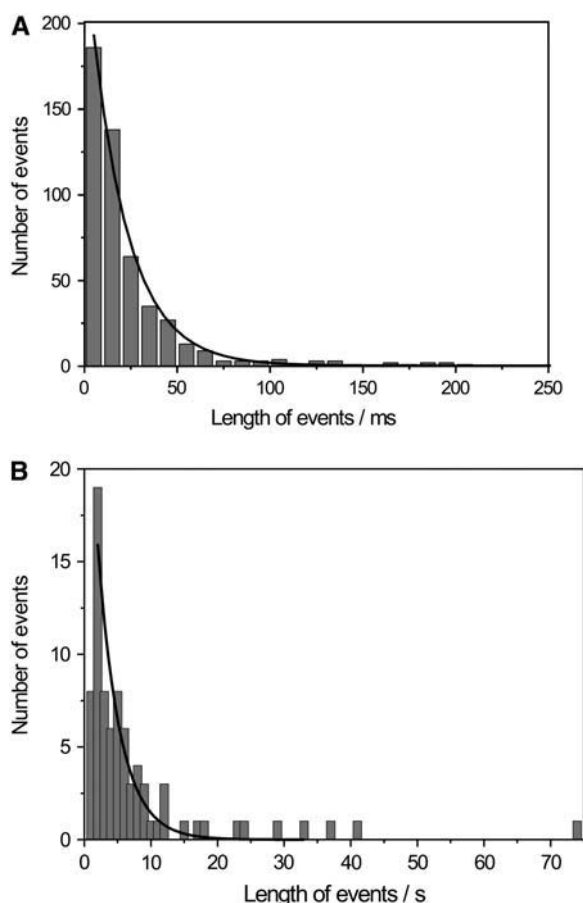 A
200
150
100
50
0
Number of events
0 50 100 150 200 250
Length of events / ms
B
20
15
10
5
0
Number of events
0 10 20 30 40 50 60 70
Length of events / s